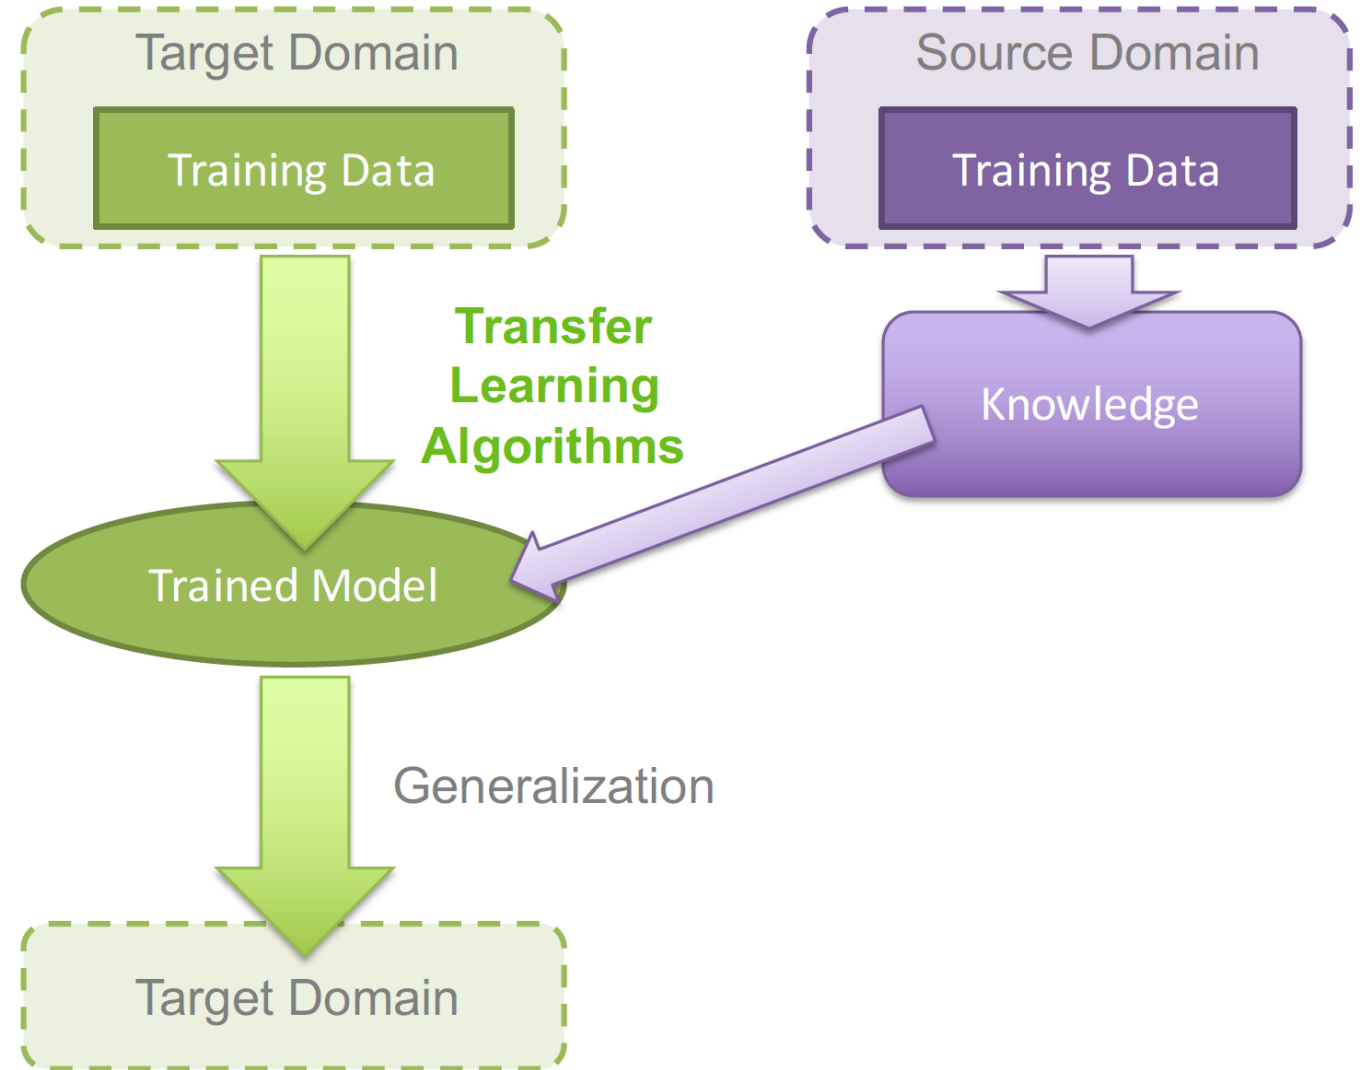 Target Domain
Training Data
Source Domain
Training Data
Transfer
Learning
Algorithms
Knowledge
Trained Model
Generalization
Target Domain